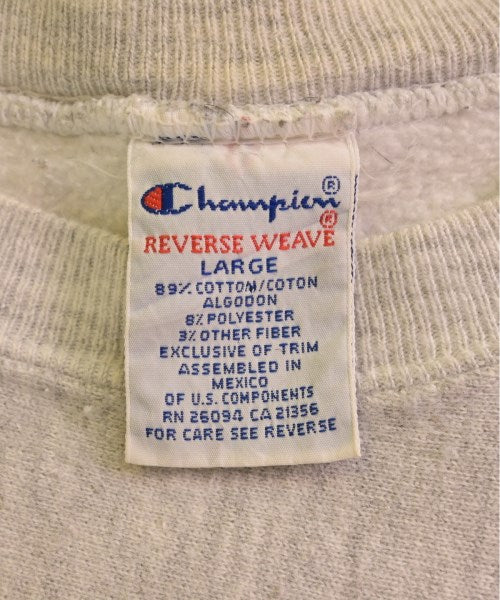 Champion ®
REVERSE WEAVE ®
LARGE
89% COTTON/COTON
ALGODON
8% POLYESTER
3% OTHER FIBER
EXCLUSIVE OF TRIM
ASSEMBLED IN
MEXICO
OF U.S. COMPONENTS
RN 26094 CA 21356
FOR CARE SEE REVERSE